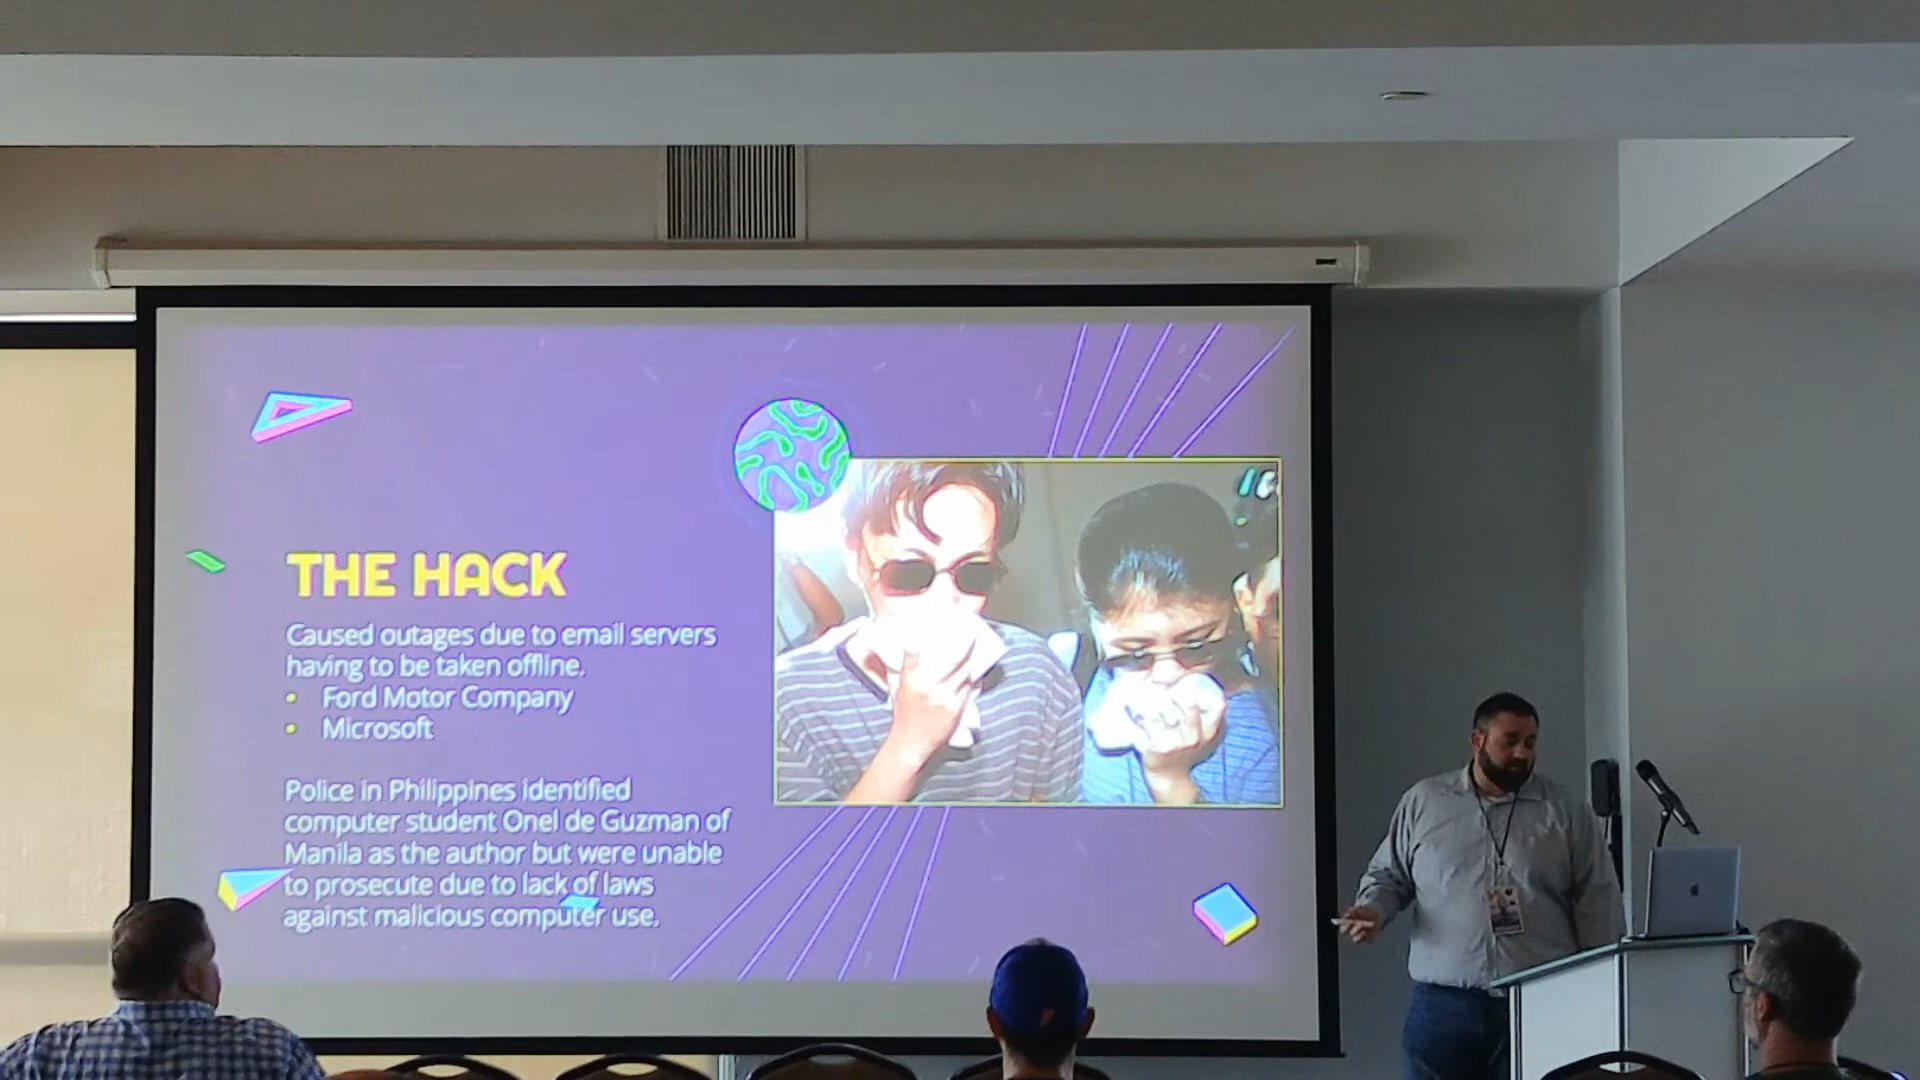 THE HACK
Caused outages due to email servers
having to be taken offline.
• Ford Motor Company
• Microsoft
Police in Philippines identified
computer student Onel de Guzman of
Manila as the author but were unable
to prosecute due to lack of laws
against malicious computer use.